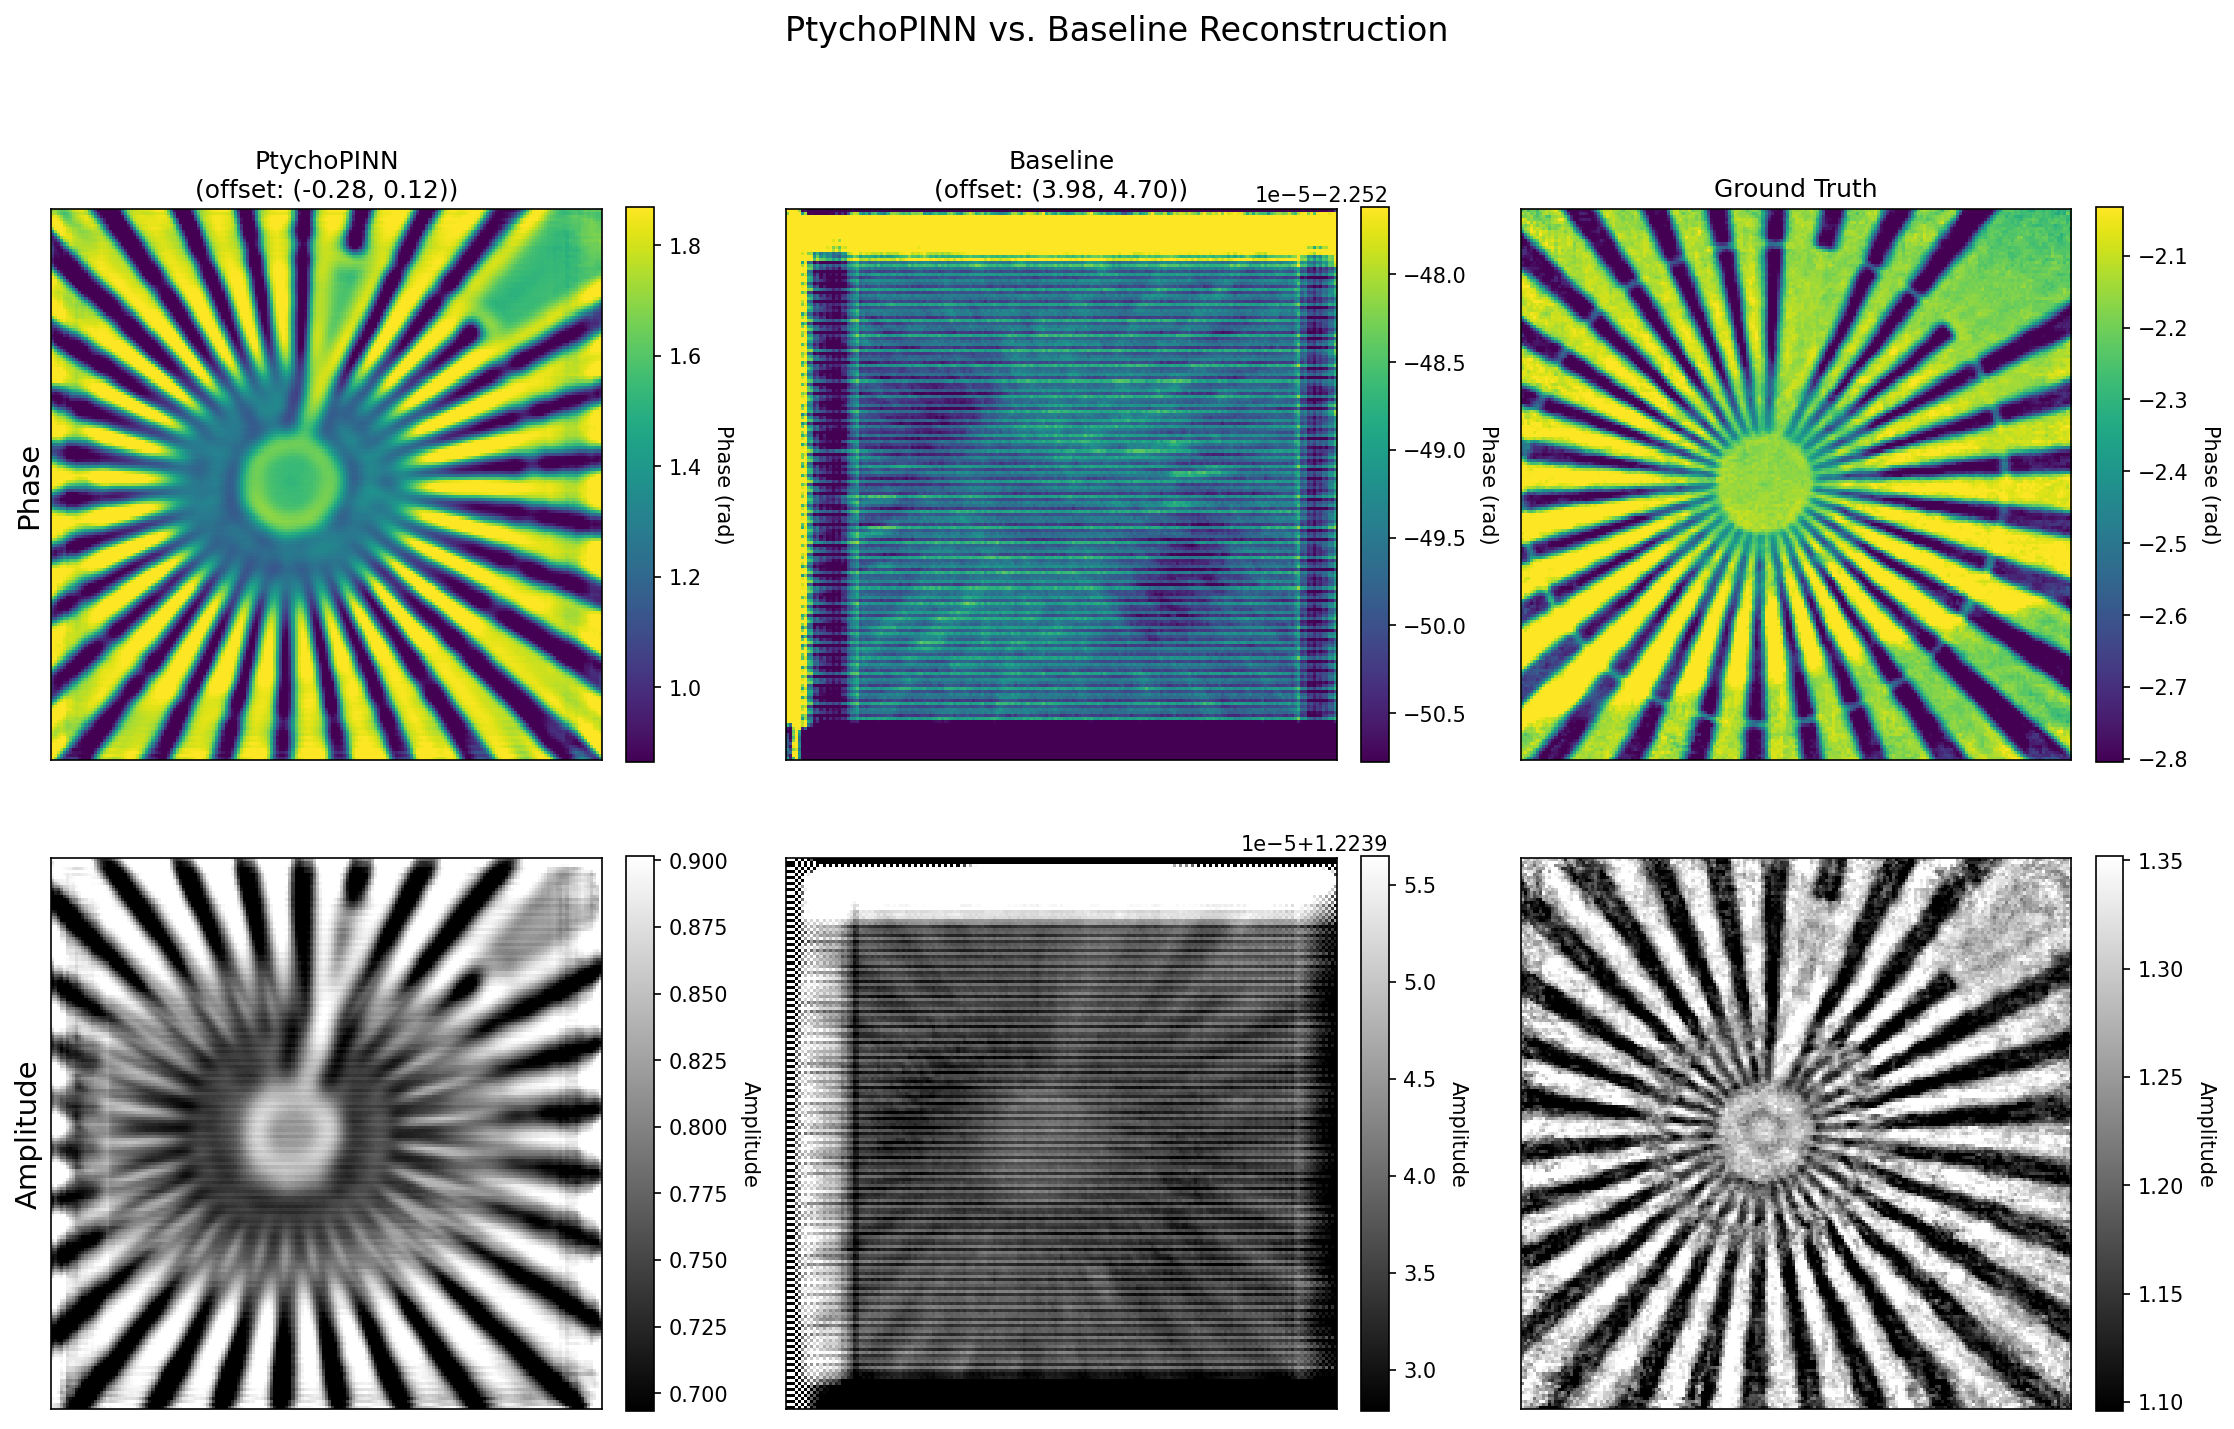 PtychoPINN vs. Baseline Reconstruction
PtychoPINN
(offset: (-0.28, 0.12))
Baseline
(offset: (3.98, 4.70))
Ground Truth
Phase
1.8
1.6
1.4
1.2
1.0
Phase (rad)
1e−5−2.252
−48.0
−48.5
−49.0
−49.5
−50.0
−50.5
Phase (rad)
−2.1
−2.2
−2.3
−2.4
−2.5
−2.6
−2.7
−2.8
Phase (rad)
Amplitude
0.900
0.875
0.850
0.825
0.800
0.775
0.750
0.725
0.700
Amplitude
1e−5+1.2239
5.5
5.0
4.5
4.0
3.5
3.0
Amplitude
1.35
1.30
1.25
1.20
1.15
1.10
Amplitude